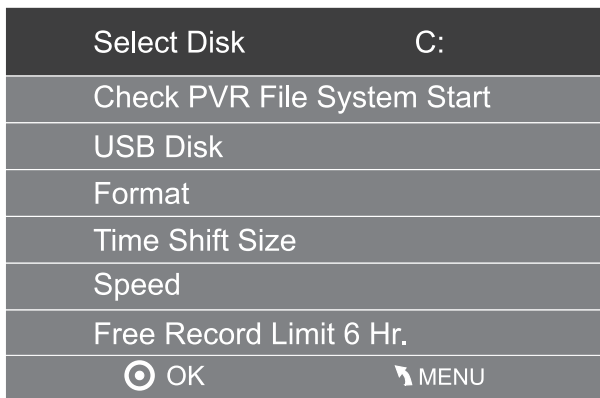 Select Disk C:
Check PVR File System Start
USB Disk
Format
Time Shift Size
Speed
Free Record Limit 6 Hr.
OK MENU